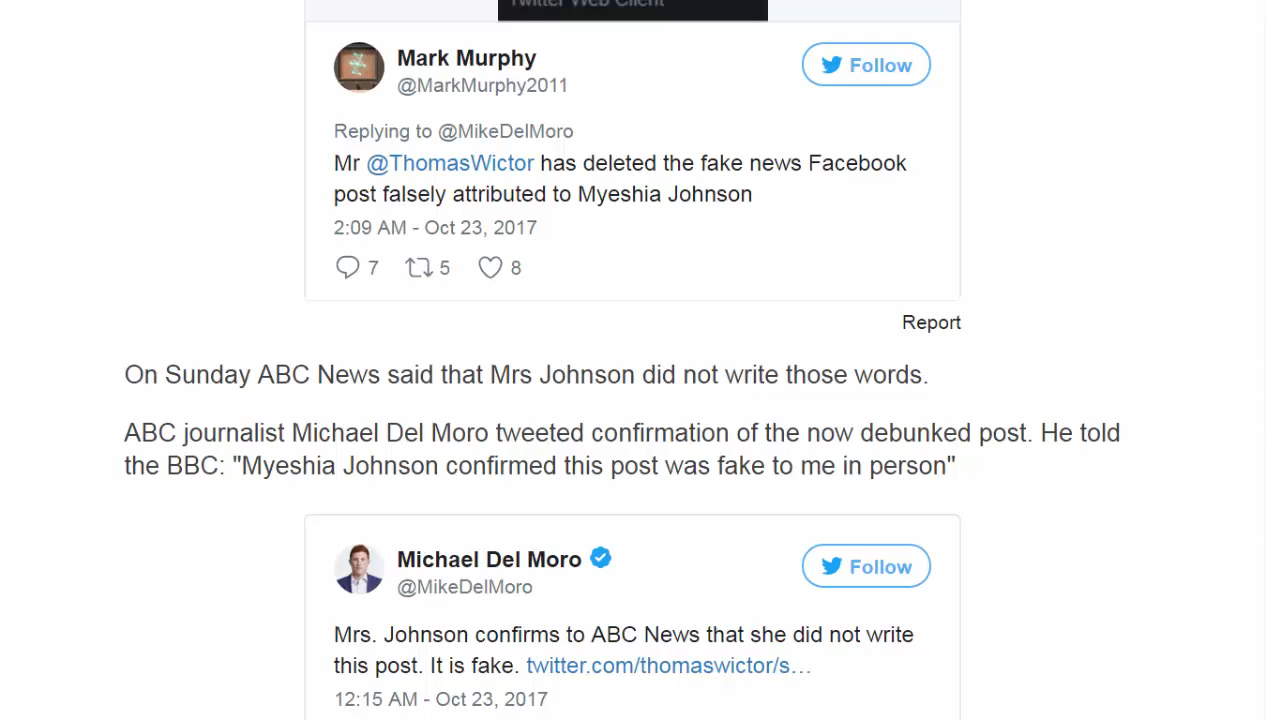 Twitter Web Client
Mark Murphy
@MarkMurphy2011
Follow
Replying to @MikeDelMoro
Mr @ThomasWictor has deleted the fake news Facebook
post falsely attributed to Myeshia Johnson
2:09 AM - Oct 23, 2017
7 5 8
Report
On Sunday ABC News said that Mrs Johnson did not write those words.
ABC journalist Michael Del Moro tweeted confirmation of the now debunked post. He told
the BBC: "Myeshia Johnson confirmed this post was fake to me in person"
Michael Del Moro
@MikeDelMoro
Follow
Mrs. Johnson confirms to ABC News that she did not write
this post. It is fake. twitter.com/thomaswictor/s…
12:15 AM - Oct 23, 2017